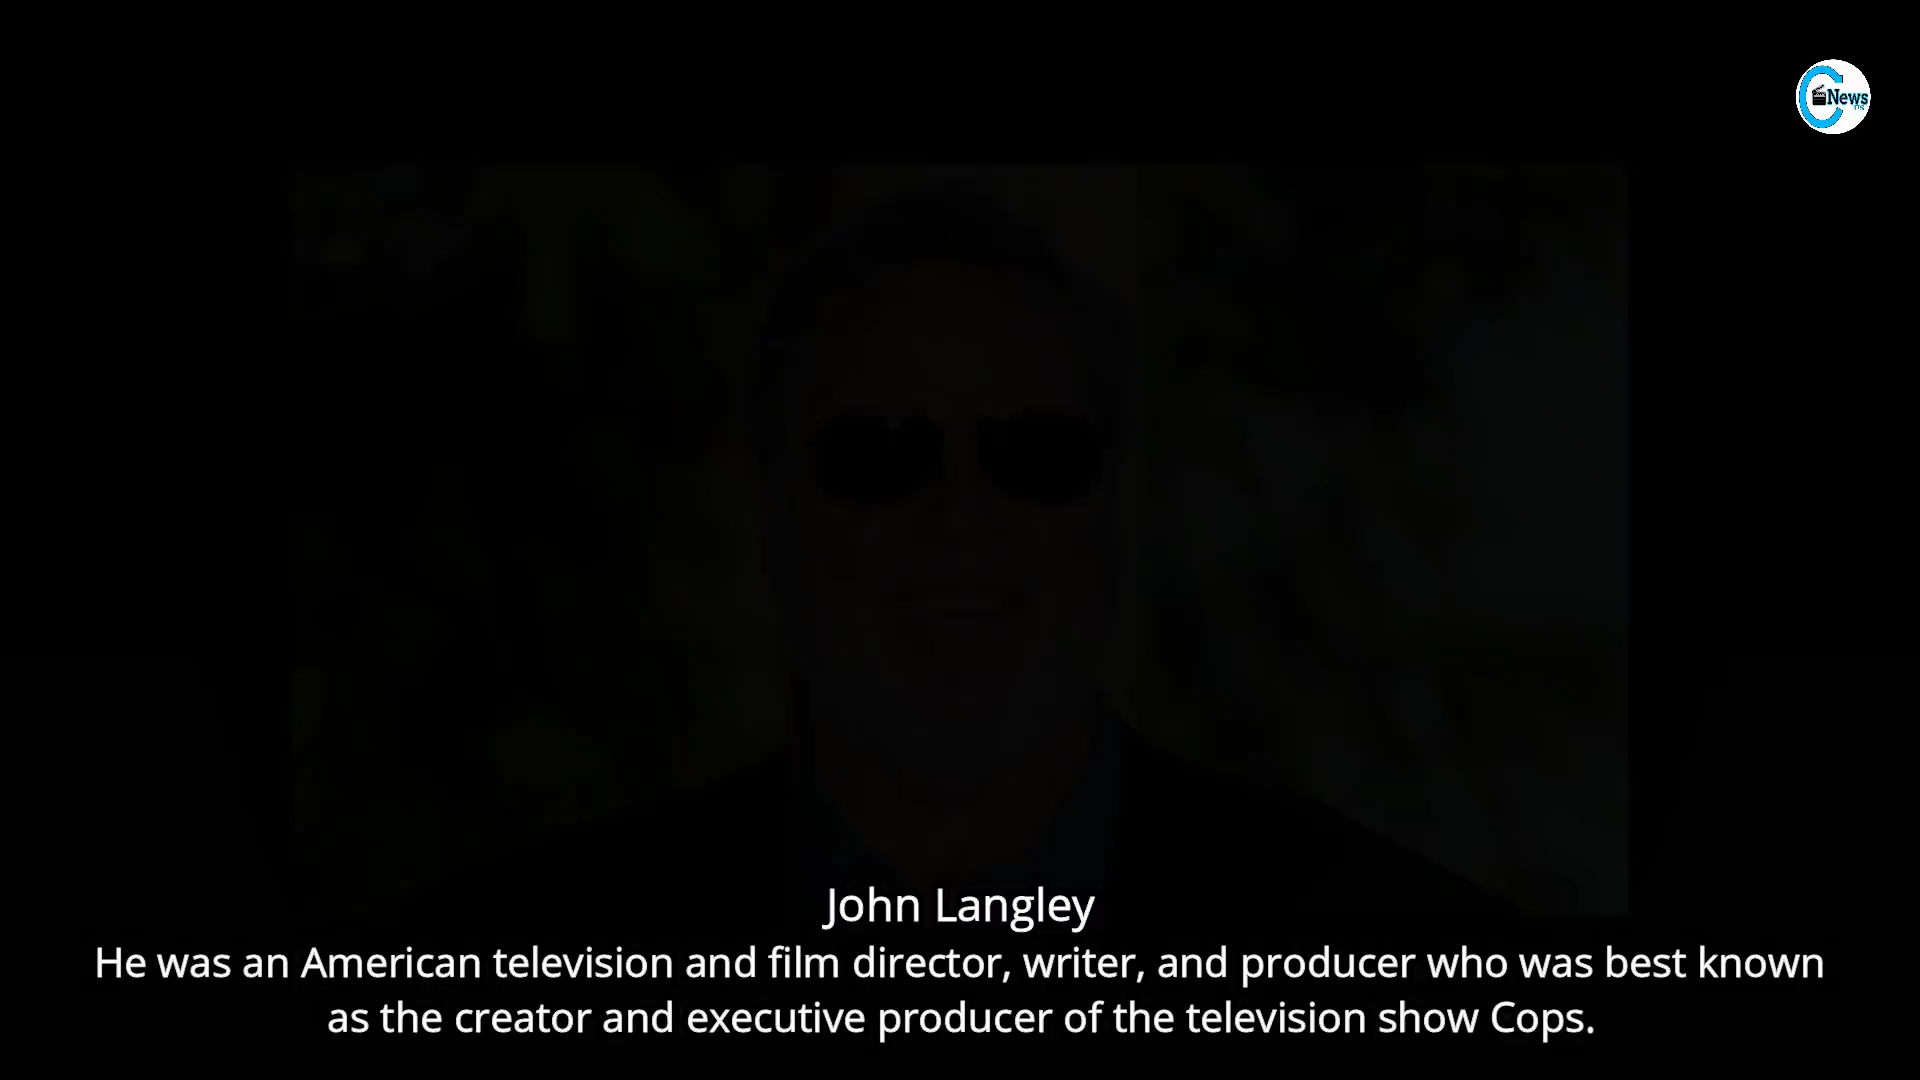 News
John Langley
He was an American television and film director, writer, and producer who was best known
as the creator and executive producer of the television show Cops.